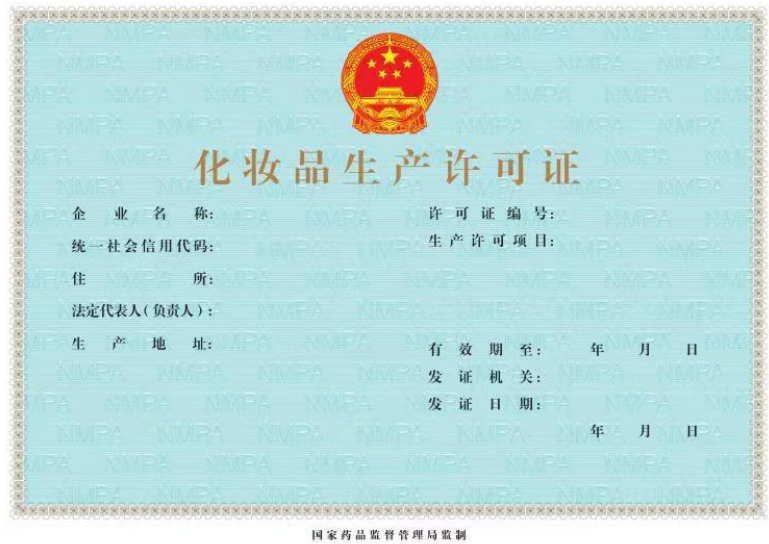 化妆品生产许可证
企业名称:
统一社会信用代码:
住所:
法定代表人(负责人):
生产地址:
许可证编号:
生产许可项目:
有效期至: 年 月 日
发证机关:
发证日期:
年 月 日
国家药品监督管理局监制
NMPA